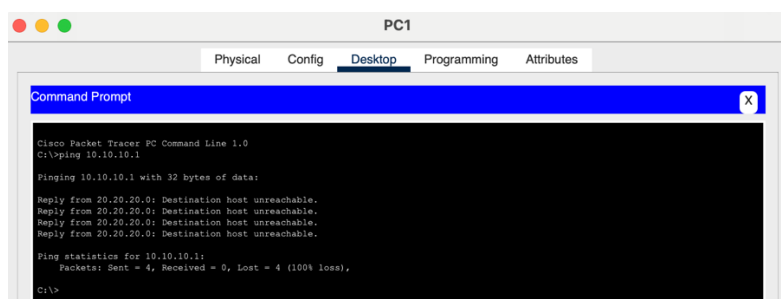 PC1
Physical Config Desktop Programming Attributes
Command Prompt
X
Cisco Packet Tracer PC Command Line 1.0
C:\>ping 10.10.10.1
Pinging 10.10.10.1 with 32 bytes of data:
Reply from 20.20.20.0: Destination host unreachable.
Reply from 20.20.20.0: Destination host unreachable.
Reply from 20.20.20.0: Destination host unreachable.
Reply from 20.20.20.0: Destination host unreachable.
Ping statistics for 10.10.10.1:
Packets: Sent = 4, Received = 0, Lost = 4 (100% loss),
C:\>